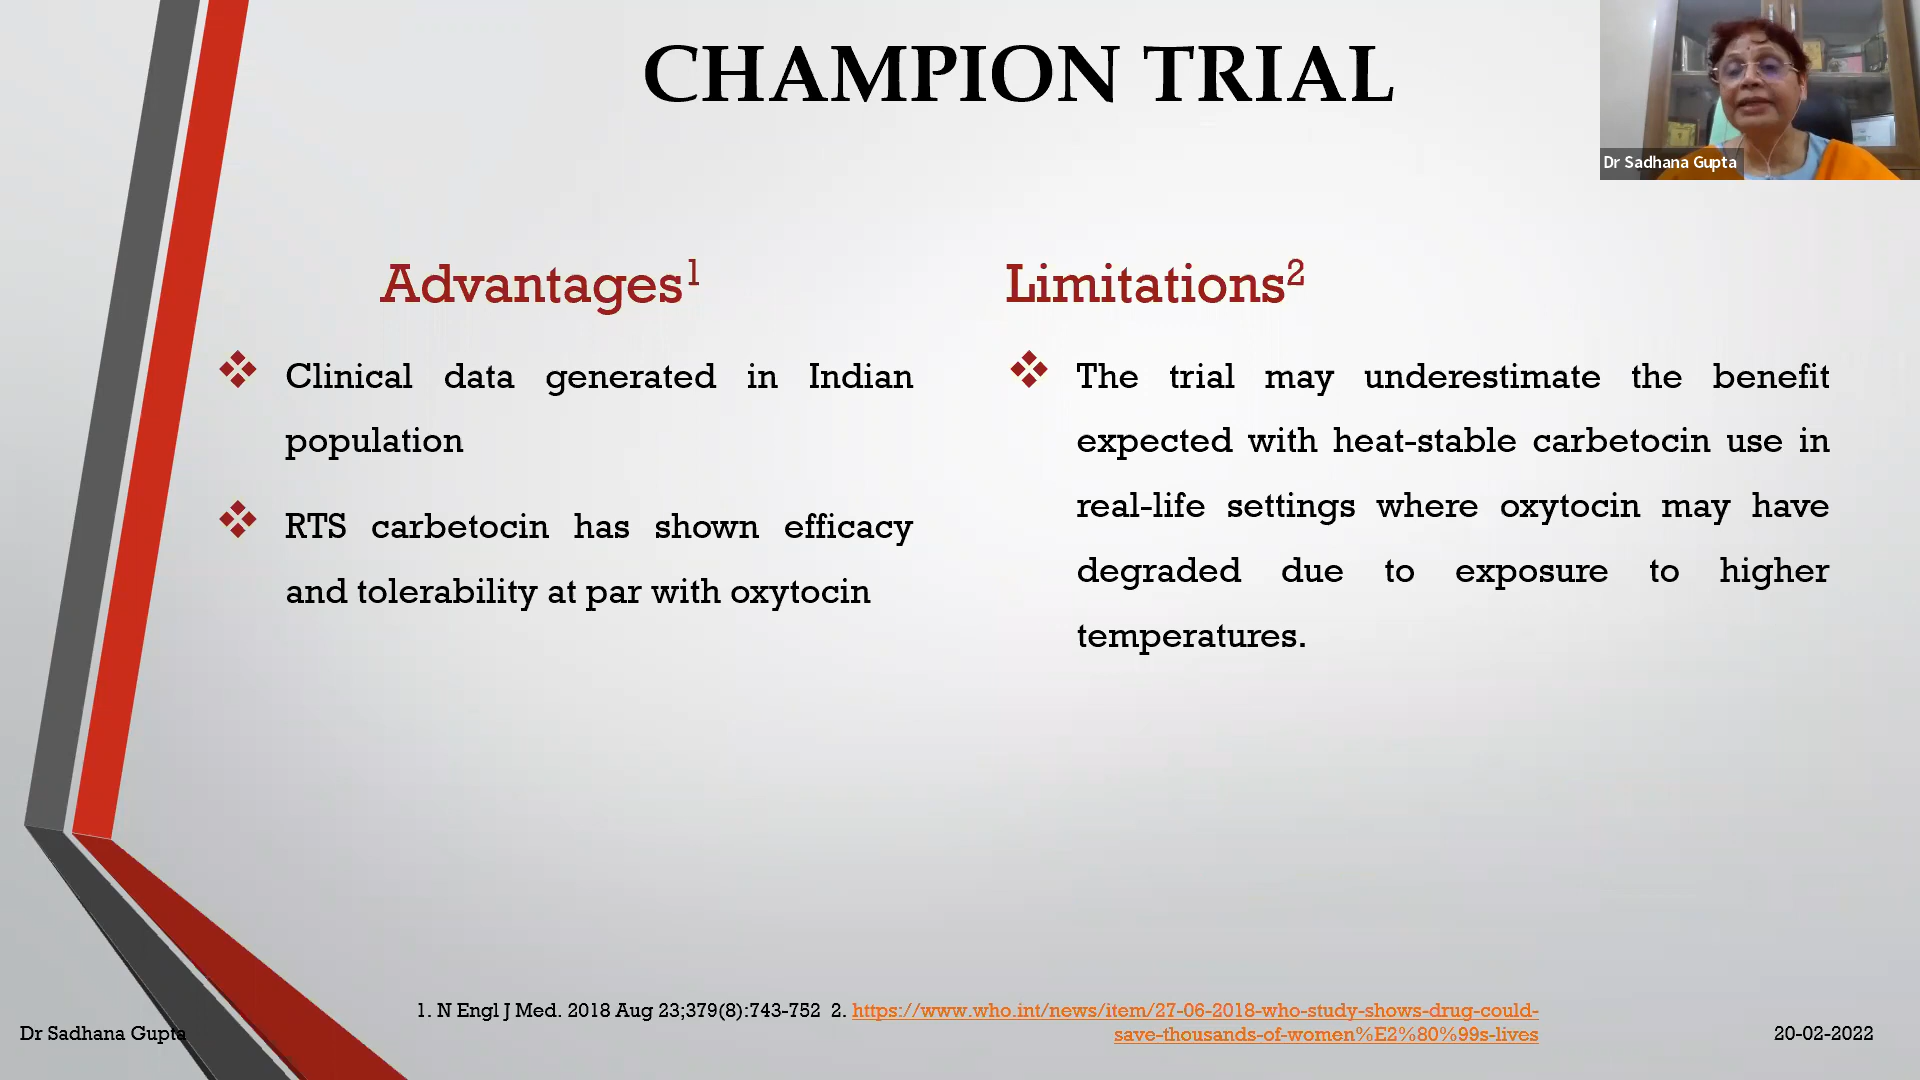 CHAMPION TRIAL
Dr Sadhana Gupta
Advantages1
Clinical data generated in Indian
population
RTS carbetocin has shown efficacy
and tolerability at par with oxytocin
Limitations2
The trial may underestimate the benefit
expected with heat-stable carbetocin use in
real-life settings where oxytocin may have
degraded due to exposure to higher
temperatures.
1. N Engl J Med. 2018 Aug 23;379(8):743-752 2. https://www.who.int/news/item/27-06-2018-who-study-shows-drug-could-
save-thousands-of-women%E2%80%99s-lives
Dr Sadhana Gupta
20-02-2022